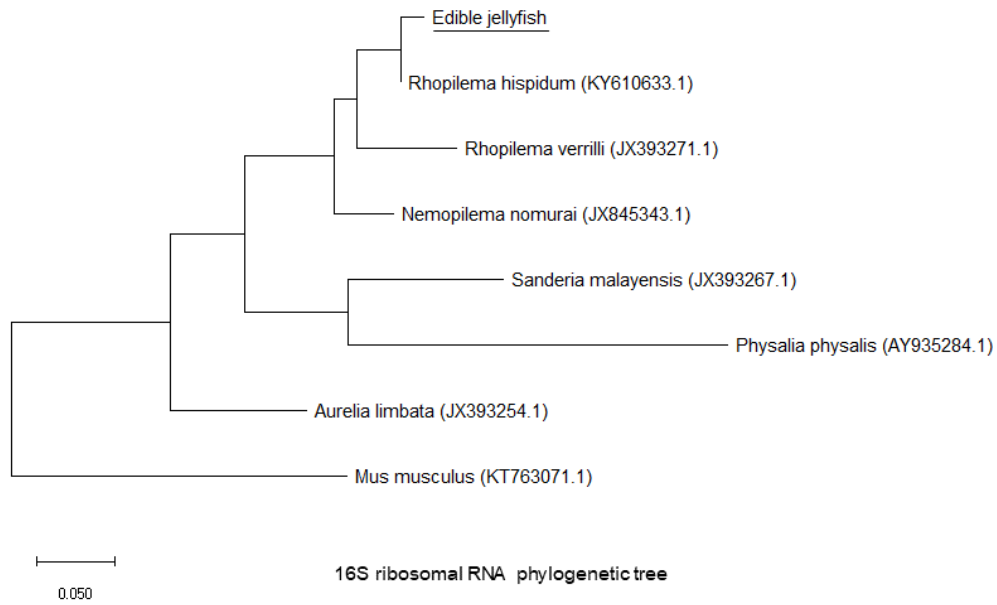 Edible jellyfish
Rhopilema hispidum (KY610633.1)
Rhopilema verrilli (JX393271.1)
Nemopilema nomurai (JX845343.1)
Sanderia malayensis (JX393267.1)
Physalia physalis (AY935284.1)
Aurelia limbata (JX393254.1)
Mus musculus (KT763071.1)
0.050
16S ribosomal RNA phylogenetic tree